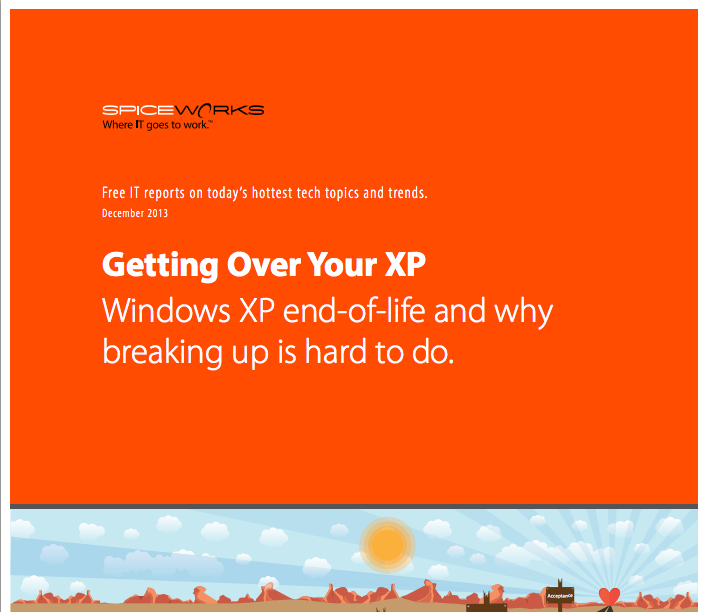 SPICEWORKS
Where IT goes to work.™
Free IT reports on today's hottest tech topics and trends.
December 2013
Getting Over Your XP
Windows XP end-of-life and why
breaking up is hard to do.
Acceptance